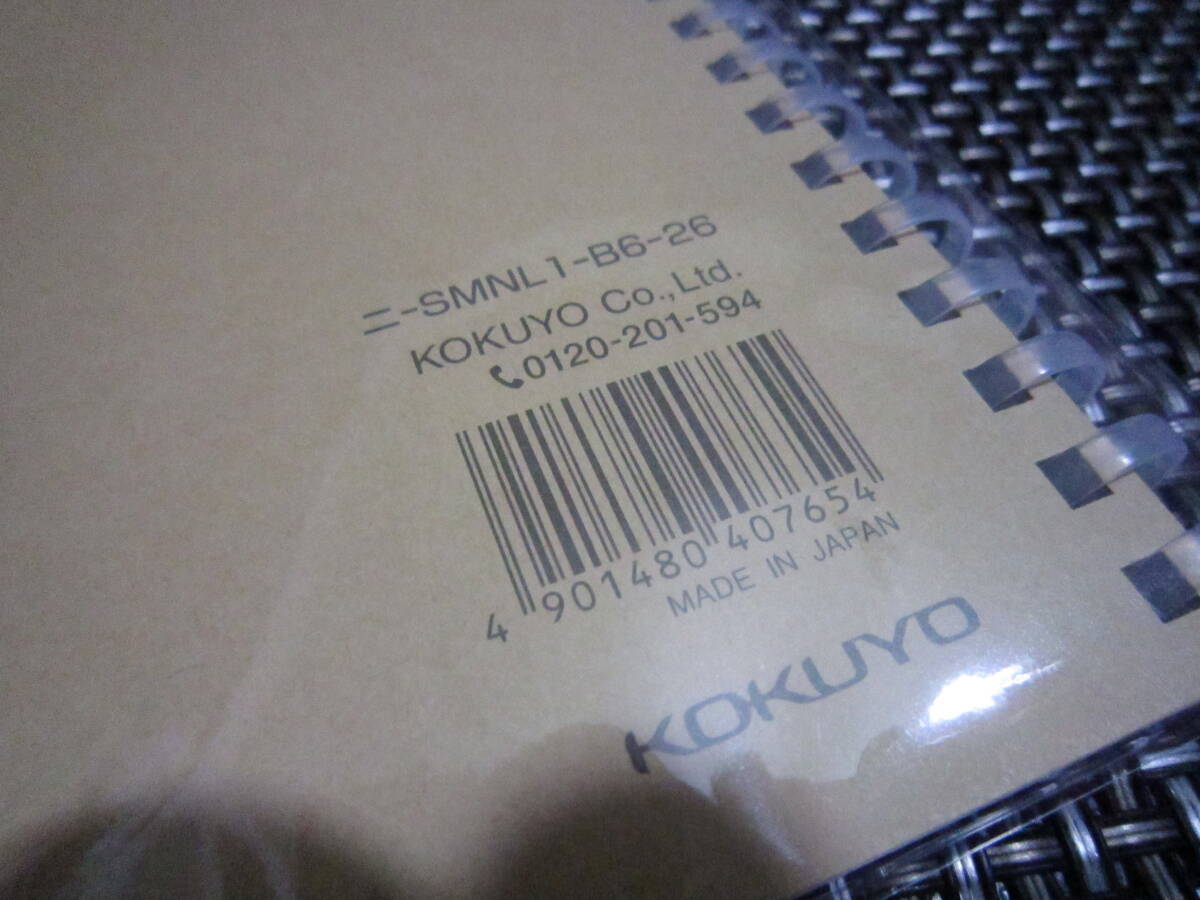 ニ-SMNL1-B6-26
KOKUYO Co.,Ltd.
0120-201-594
4 901480 407654
MADE IN JAPAN
KOKUYO